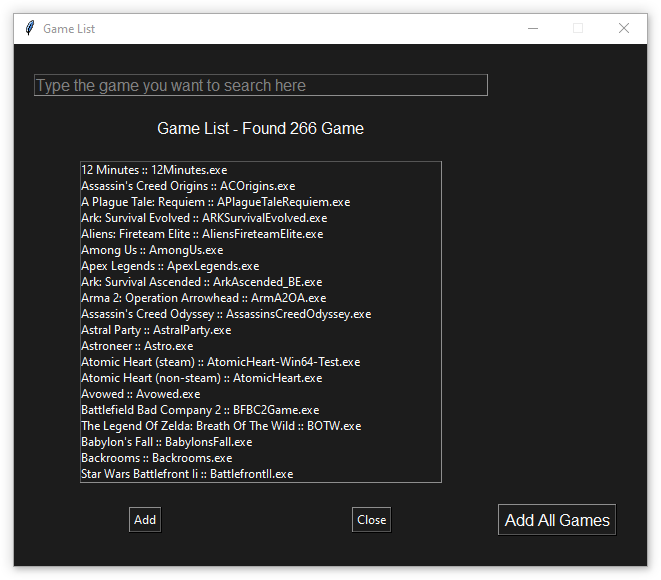 Game List
Type the game you want to search here
Game List - Found 266 Game
12 Minutes :: 12Minutes.exe
Assassin's Creed Origins :: ACOrigins.exe
A Plague Tale: Requiem :: APlagueTaleRequiem.exe
Ark: Survival Evolved :: ARKSurvivalEvolved.exe
Aliens: Fireteam Elite :: AliensFireteamElite.exe
Among Us :: AmongUs.exe
Apex Legends :: ApexLegends.exe
Ark: Survival Ascended :: ArkAscended_BE.exe
Arma 2: Operation Arrowhead :: ArmA2OA.exe
Assassin's Creed Odyssey :: AssassinsCreedOdyssey.exe
Astral Party :: AstralParty.exe
Astroneer :: Astro.exe
Atomic Heart (steam) :: AtomicHeart-Win64-Test.exe
Atomic Heart (non-steam) :: AtomicHeart.exe
Avowed :: Avowed.exe
Battlefield Bad Company 2 :: BFBC2Game.exe
The Legend Of Zelda: Breath Of The Wild :: BOTW.exe
Babylon's Fall :: BabylonsFall.exe
Backrooms :: Backrooms.exe
Star Wars Battlefront Ii :: BattlefrontII.exe
Add
Close
Add All Games